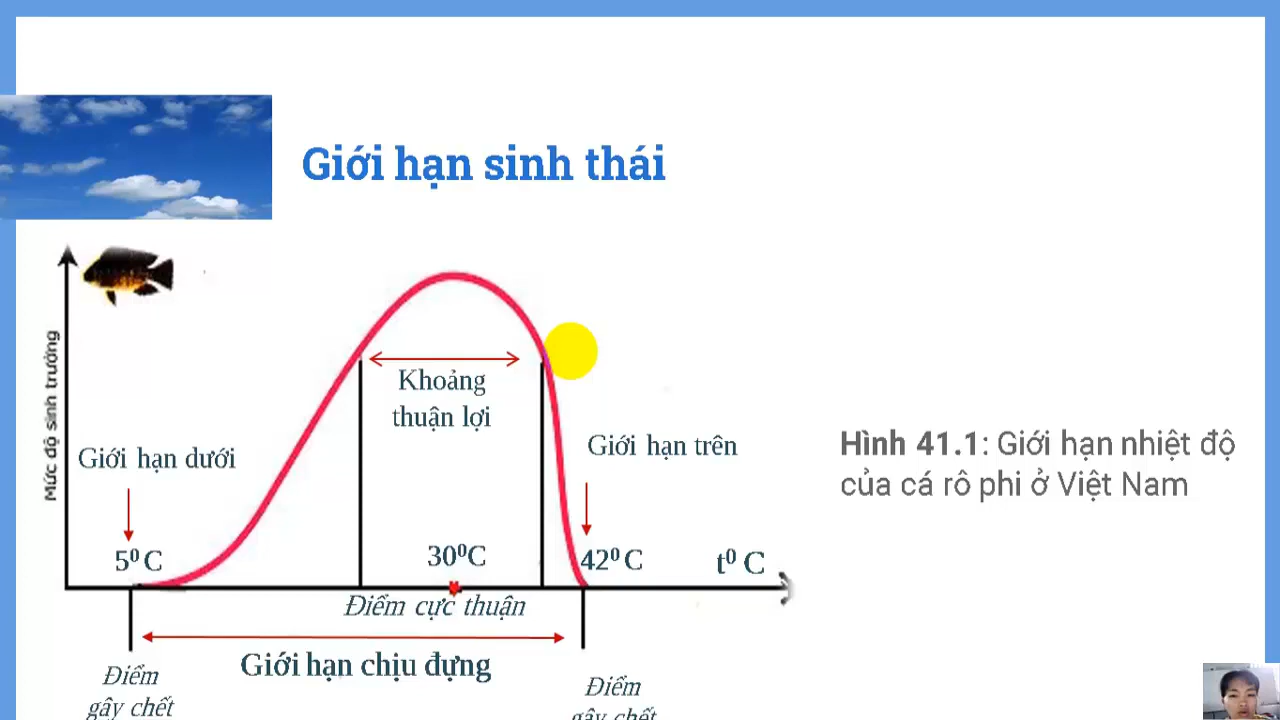 Giới hạn sinh thái
Mức độ sinh trưởng
Khoảng
thuận lợi
Giới hạn dưới
Giới hạn trên
Hình 41.1: Giới hạn nhiệt độ
của cá rô phi ở Việt Nam
5⁰ C
30⁰C
42⁰ C
t⁰ C
Điểm cực thuận
Giới hạn chịu đựng
Điểm
gây chết
Điểm
gây chết